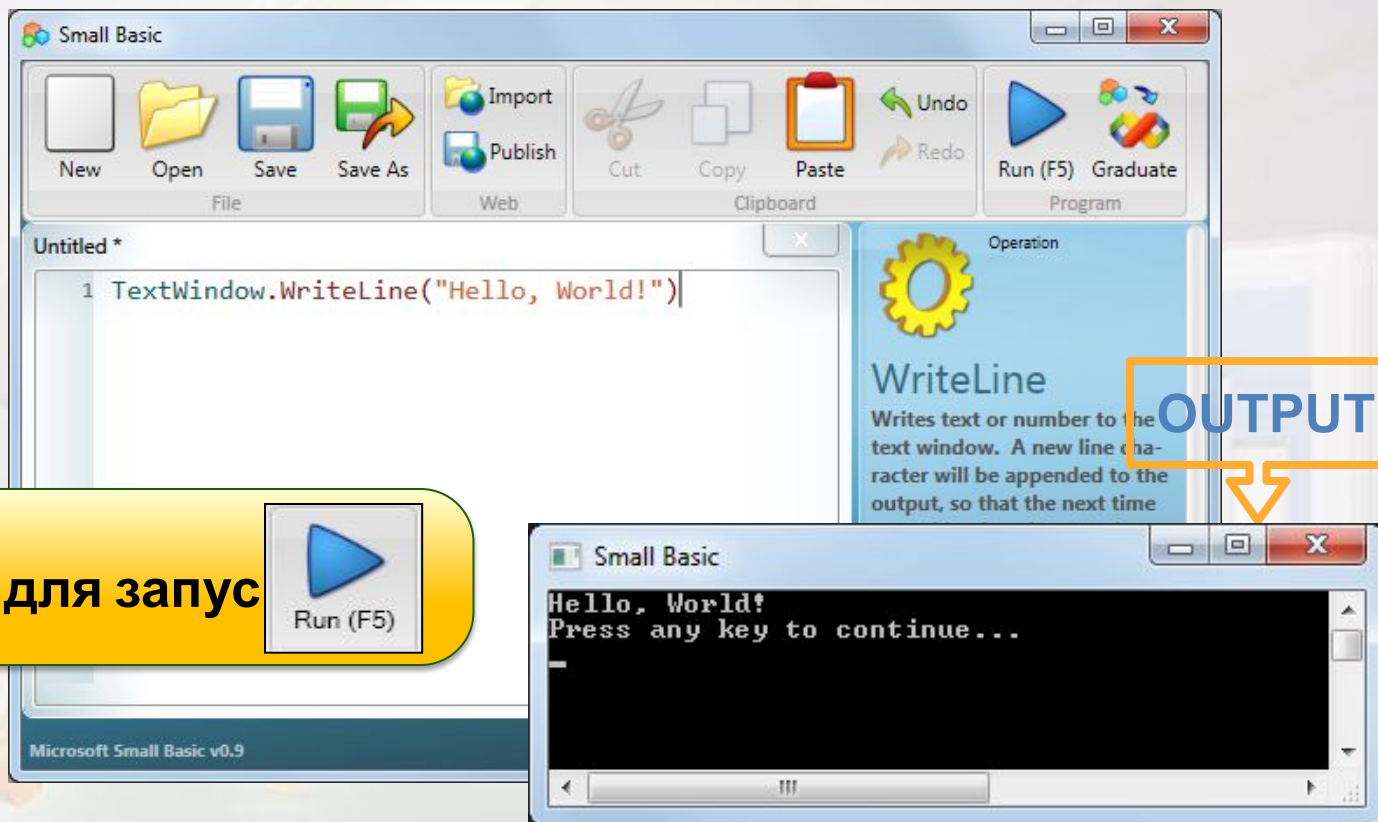 Small Basic
New
Open
Save
Save As
File
Import
Publish
Web
Cut
Copy
Paste
Undo
Redo
Clipboard
Run (F5)
Graduate
Program
Untitled *
1 TextWindow.WriteLine("Hello, World!")
Operation
WriteLine
Writes text or number to the
text window. A new line cha-
racter will be appended to the
output, so that the next time
OUTPUT
для запус
Run (F5)
Small Basic
Hello, World!
Press any key to continue...
Microsoft Small Basic v0.9